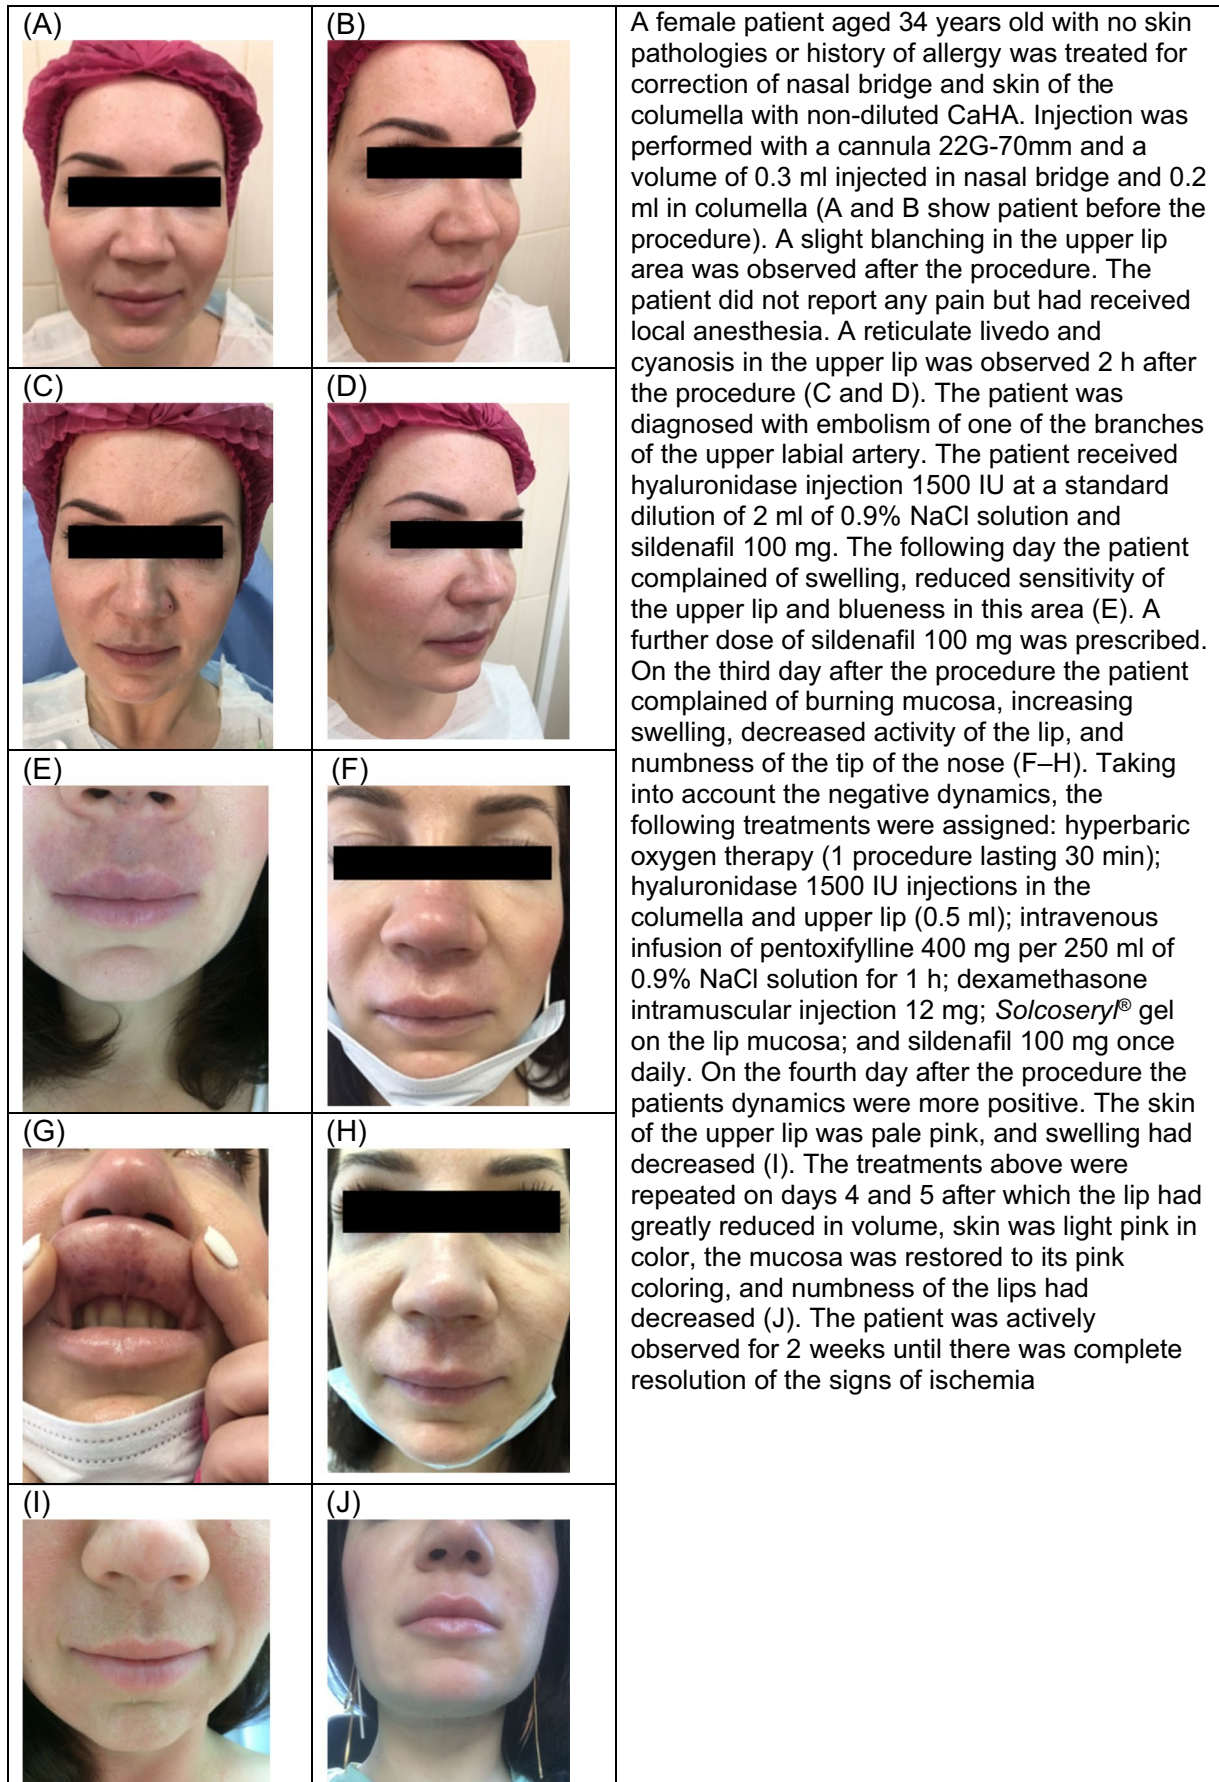 (A)
(B)
A female patient aged 34 years old with no skin
pathologies or history of allergy was treated for
correction of nasal bridge and skin of the
columella with non-diluted CaHA. Injection was
performed with a cannula 22G-70mm and a
volume of 0.3 ml injected in nasal bridge and 0.2
ml in columella (A and B show patient before the
procedure). A slight blanching in the upper lip
area was observed after the procedure. The
patient did not report any pain but had received
local anesthesia. A reticulate livedo and
cyanosis in the upper lip was observed 2 h after
the procedure (C and D). The patient was
diagnosed with embolism of one of the branches
of the upper labial artery. The patient received
hyaluronidase injection 1500 IU at a standard
dilution of 2 ml of 0.9% NaCl solution and
sildenafil 100 mg. The following day the patient
complained of swelling, reduced sensitivity of
the upper lip and blueness in this area (E). A
further dose of sildenafil 100 mg was prescribed.
On the third day after the procedure the patient
complained of burning mucosa, increasing
swelling, decreased activity of the lip, and
numbness of the tip of the nose (F–H). Taking
into account the negative dynamics, the
following treatments were assigned: hyperbaric
oxygen therapy (1 procedure lasting 30 min);
hyaluronidase 1500 IU injections in the
columella and upper lip (0.5 ml); intravenous
infusion of pentoxifylline 400 mg per 250 ml of
0.9% NaCl solution for 1 h; dexamethasone
intramuscular injection 12 mg; Solcoseryl® gel
on the lip mucosa; and sildenafil 100 mg once
daily. On the fourth day after the procedure the
patients dynamics were more positive. The skin
of the upper lip was pale pink, and swelling had
decreased (I). The treatments above were
repeated on days 4 and 5 after which the lip had
greatly reduced in volume, skin was light pink in
color, the mucosa was restored to its pink
coloring, and numbness of the lips had
decreased (J). The patient was actively
observed for 2 weeks until there was complete
resolution of the signs of ischemia
(C)
(D)
(E)
(F)
(G)
(H)
(I)
(J)